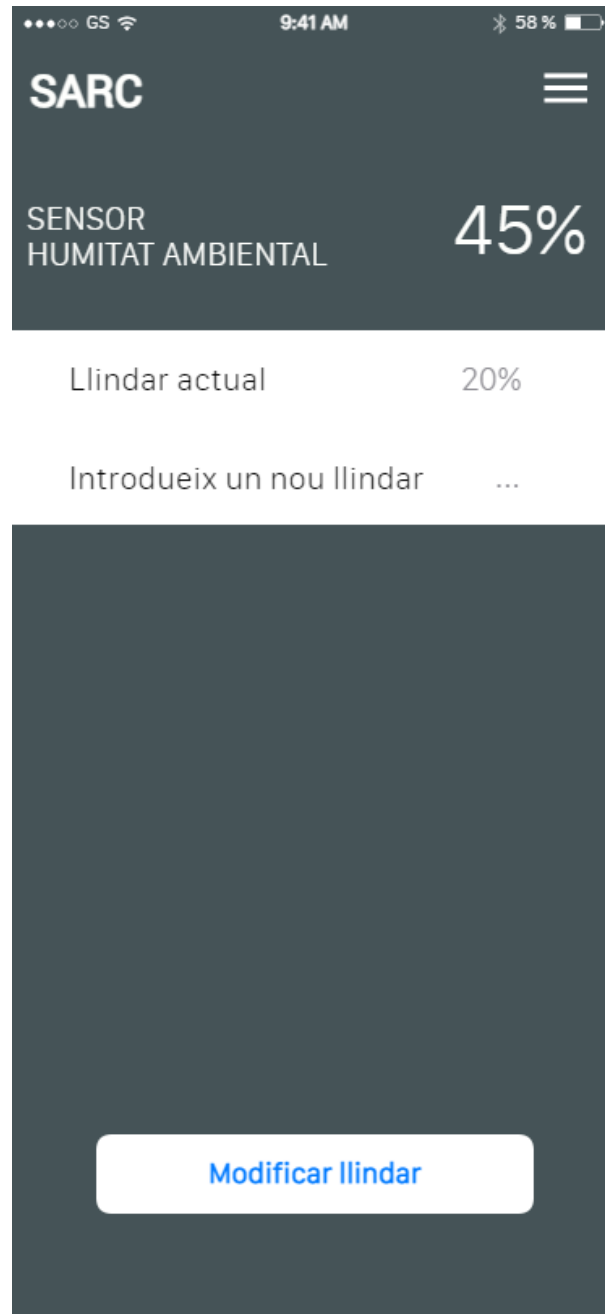 GS 9:41 AM 58 %
SARC
SENSOR
HUMITAT AMBIENTAL
45%
Llindar actual 20%
Introdueix un nou llindar ...
Modificar llindar